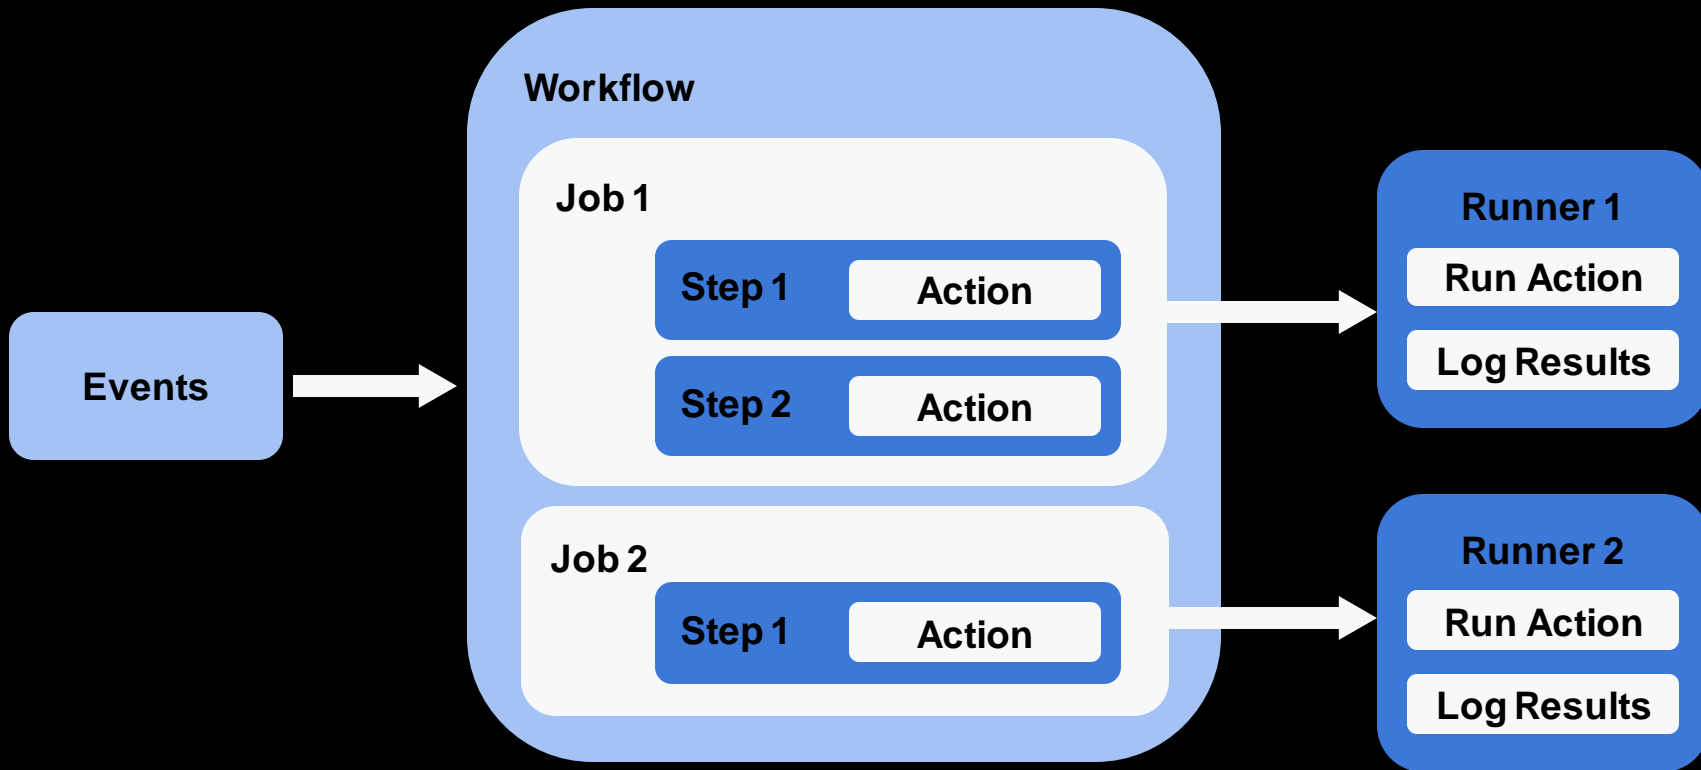 Events
Workflow
Job 1
Step 1
Action
Step 2
Action
Job 2
Step 1
Action
Runner 1
Run Action
Log Results
Runner 2
Run Action
Log Results